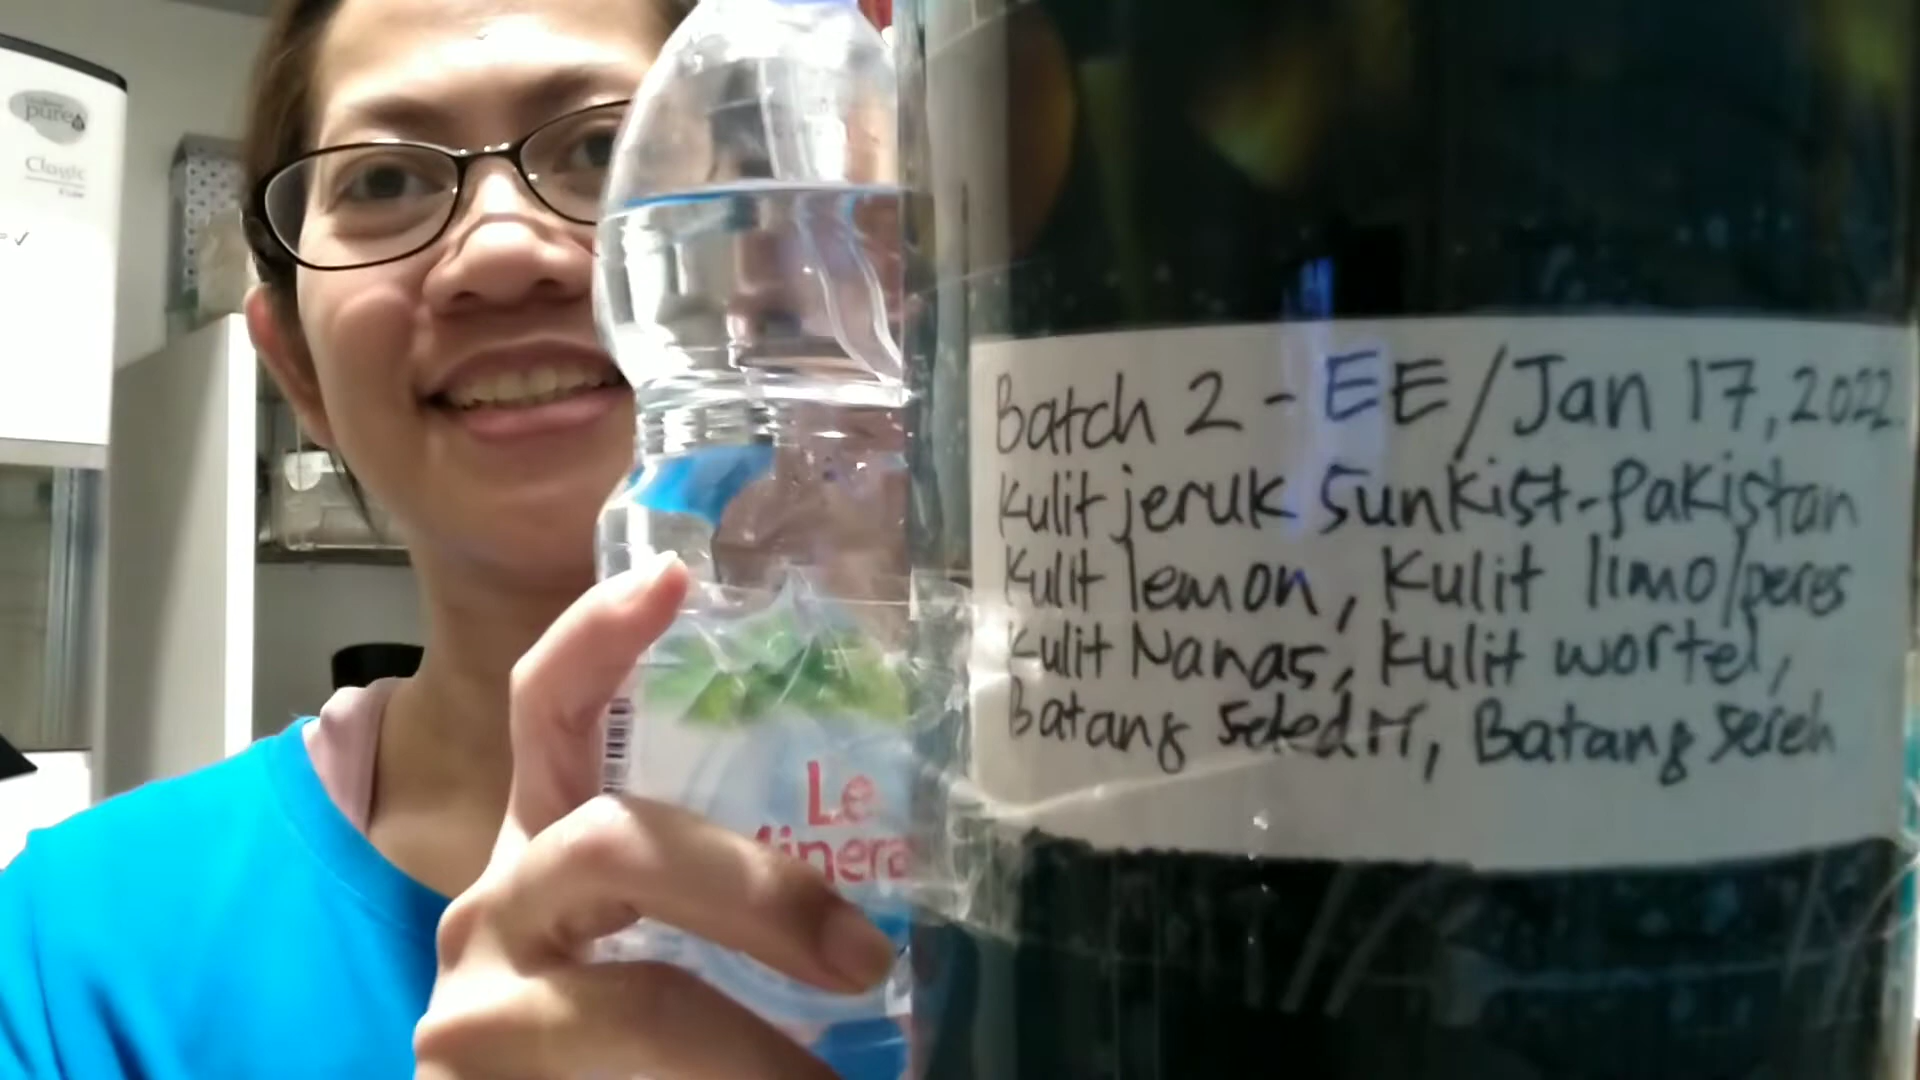 pure
Classic
Batch 2 - EE / Jan 17, 2022.
Kulit jeruk Sunkist-Pakistan
Kulit lemon, Kulit limo/peres
Kulit Nanas, Kulit wortel,
Batang Seledri, Batang sereh
Le
Minera